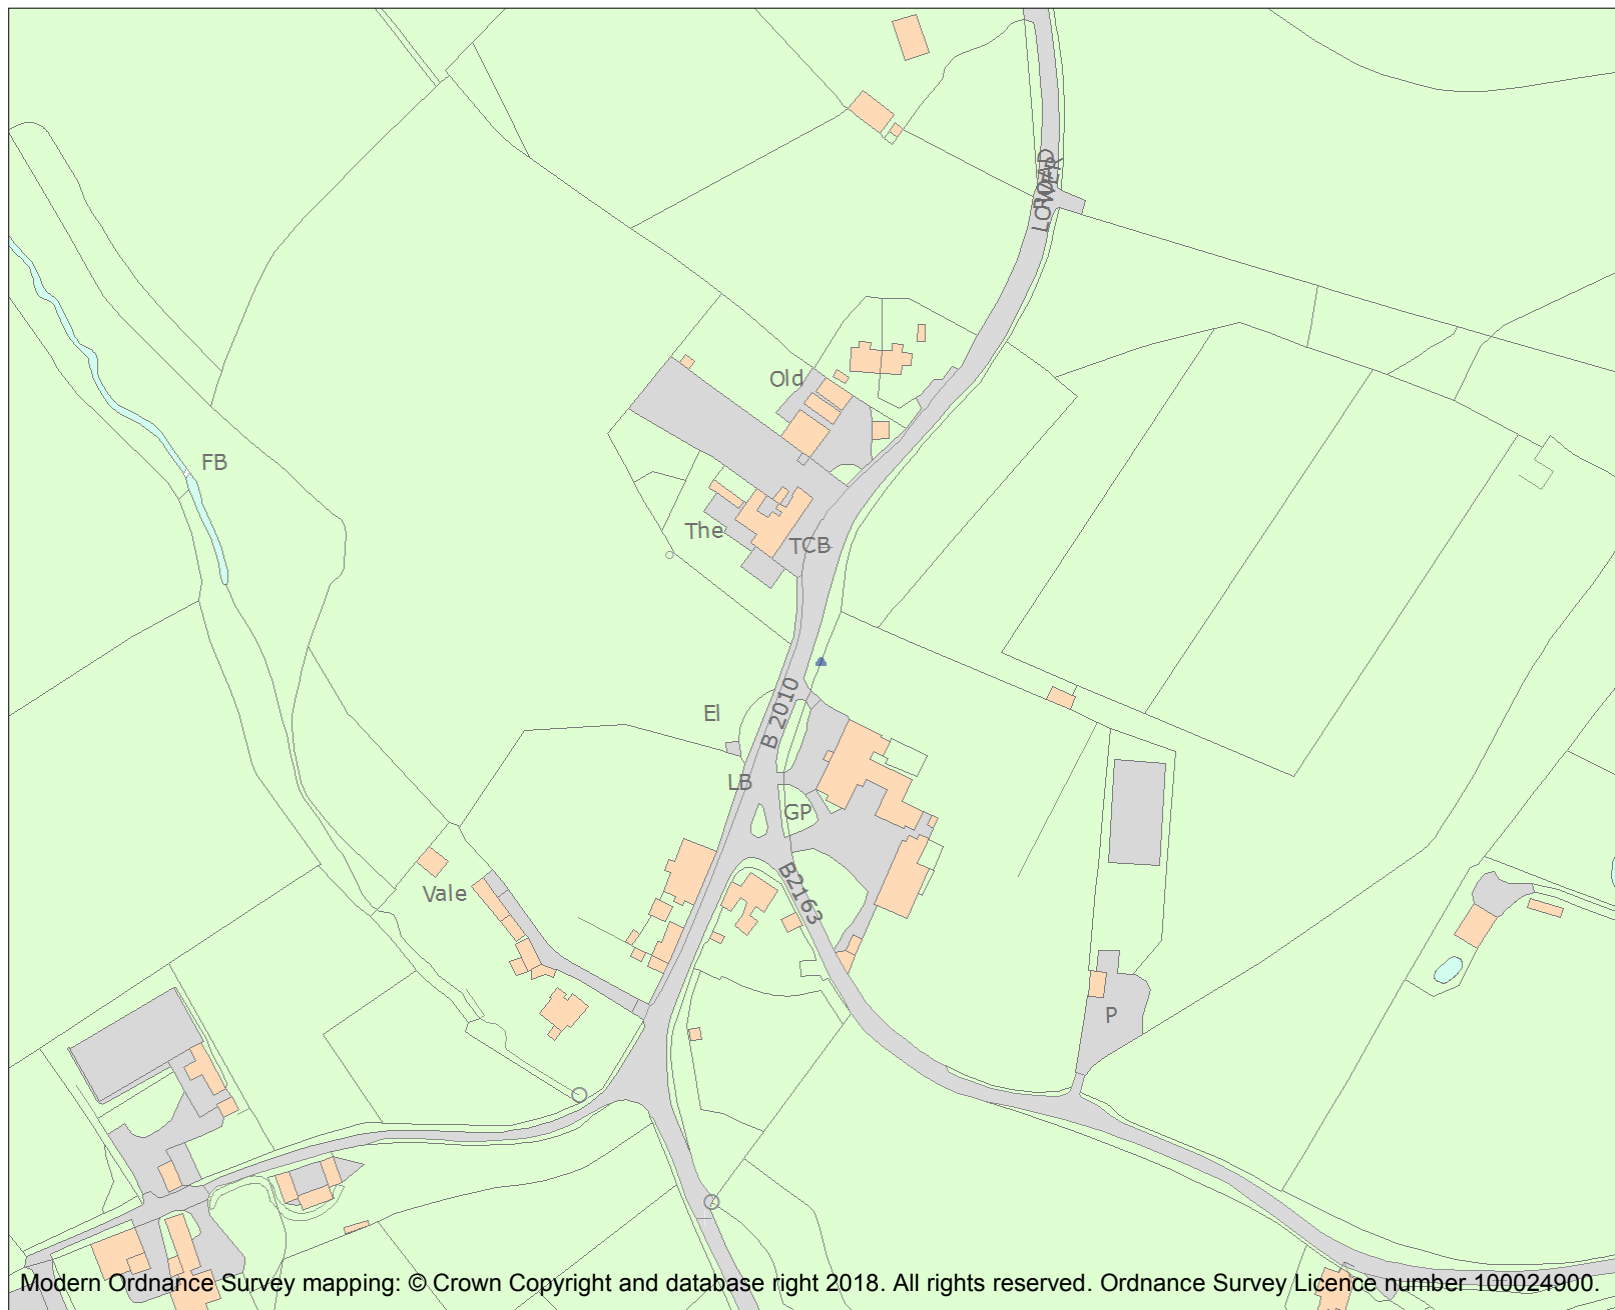 LOWER
ROAD
Old
FB
The
TCB
El
B 2010
LB
GP
B2163
Vale
P
Modern Ordnance Survey mapping: © Crown Copyright and database right 2018. All rights reserved. Ordnance Survey Licence number 100024900.